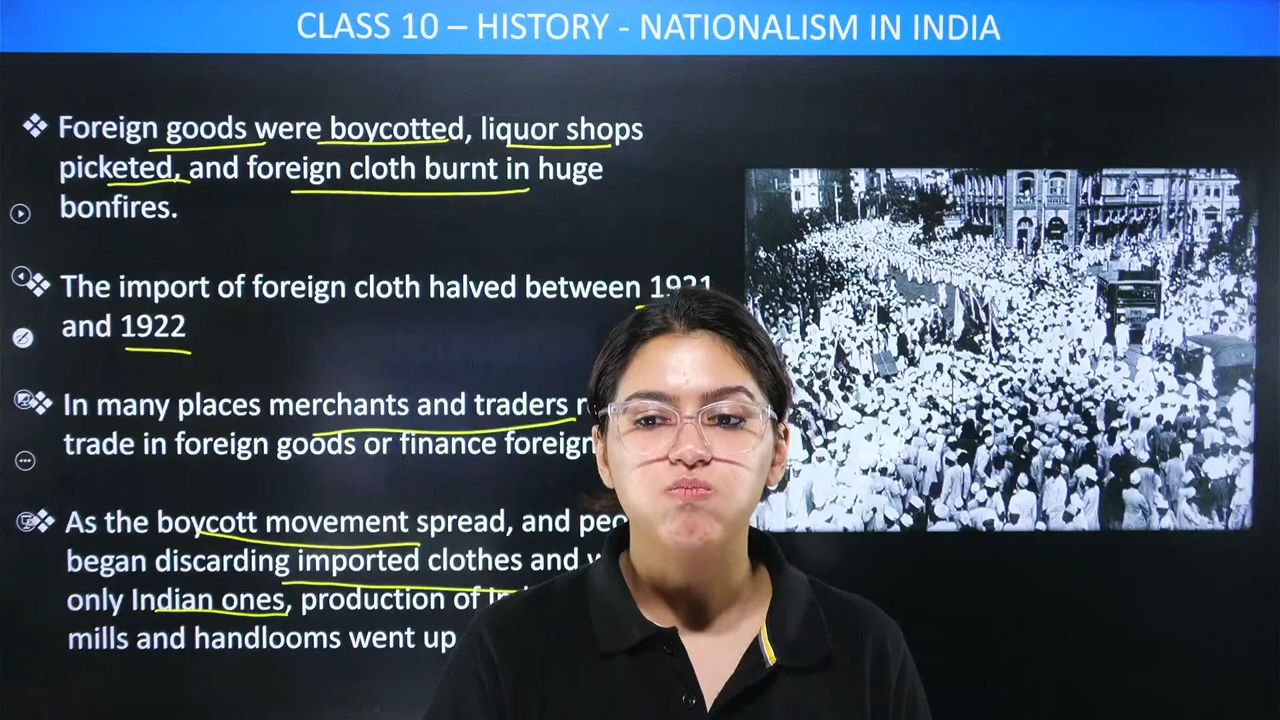 CLASS 10 – HISTORY - NATIONALISM IN INDIA
❖ Foreign goods were boycotted, liquor shops
picketed, and foreign cloth burnt in huge
bonfires.
❖ The import of foreign cloth halved between 1921
and 1922
❖ In many places merchants and traders
trade in foreign goods or finance foreign
❖ As the boycott movement spread, and
began discarding imported clothes and
only Indian ones, production of
mills and handlooms went up